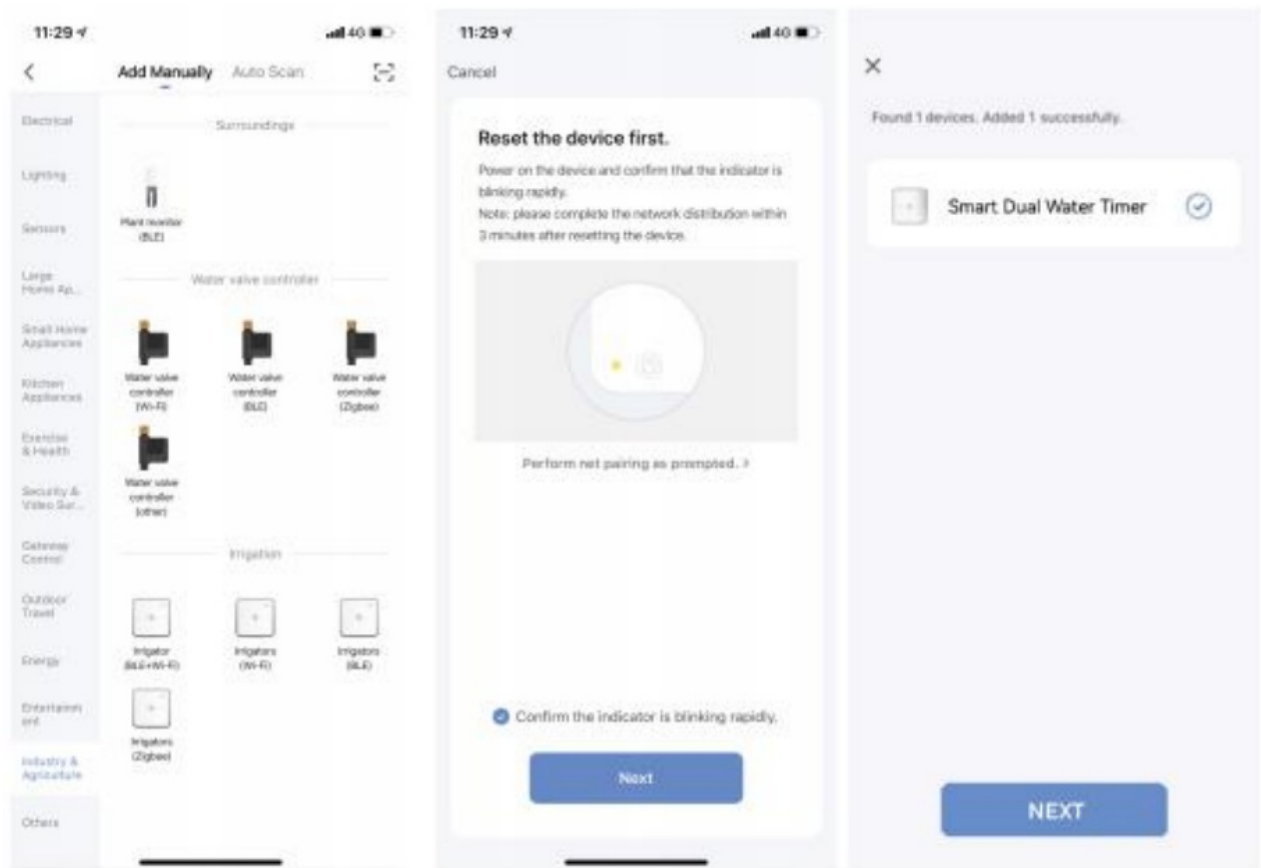 11:29
4G
Add Manually
Auto Scan
Electrical
Lighting
Sensors
Large
Home Ap...
Small Home
Appliances
Kitchen
Appliances
Exercise
& Health
Security &
Video Sur...
Gateway
Control
Outdoor
Travel
Energy
Entertainm
ent
Industry &
Agriculture
Others
Surroundings
Plant monitor
(BLE)
Water valve controller
Water valve
controller
(Wi-Fi)
Water valve
controller
(BLE)
Water valve
controller
(Zigbee)
Water valve
controller
(other)
Irrigation
Irrigator
(BLE+Wi-Fi)
Irrigators
(Wi-Fi)
Irrigators
(BLE)
Irrigators
(Zigbee)
11:29
4G
Cancel
Reset the device first.
Power on the device and confirm that the indicator is
blinking rapidly.
Note: please complete the network distribution within
3 minutes after resetting the device.
Perform net pairing as prompted. >
Confirm the indicator is blinking rapidly.
Next
Found 1 devices. Added 1 successfully.
Smart Dual Water Timer
NEXT